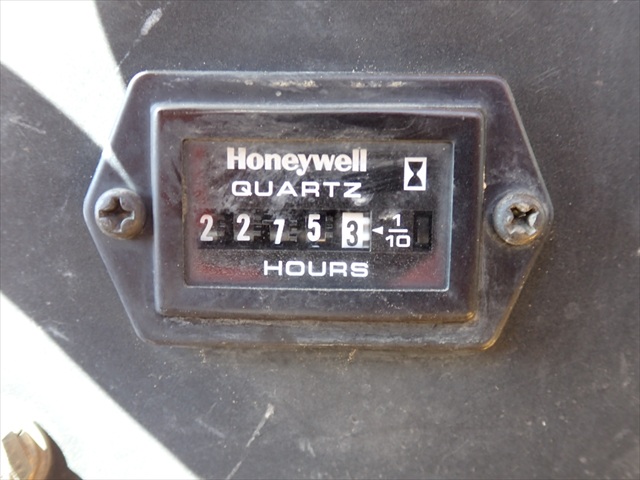 Honeywell
QUARTZ
2 2 7 5 3 ◄ 1/10
HOURS